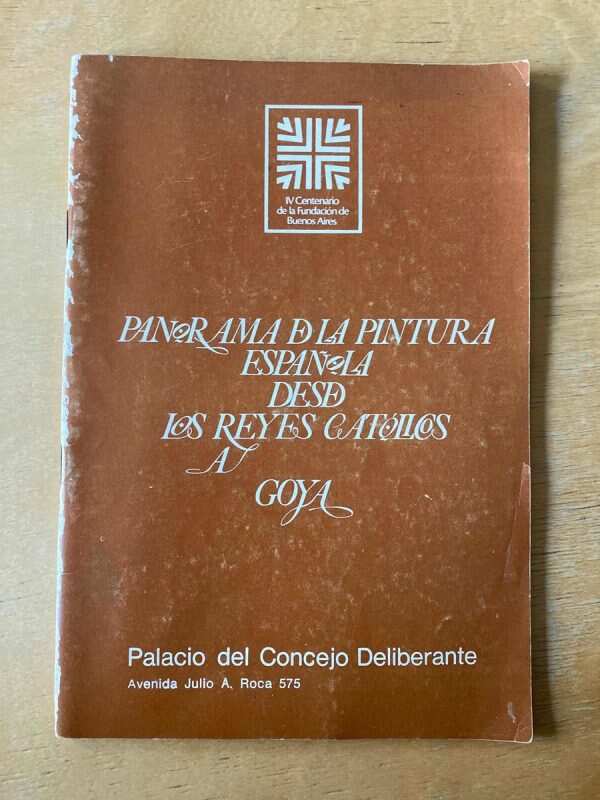 IV Centenario
de la Fundación de
Buenos Aires
PANORAMA DE LA PINTURA
ESPAÑOLA
DESDE
LOS REYES CATÓLICOS
A
GOYA
Palacio del Concejo Deliberante
Avenida Julio A. Roca 575